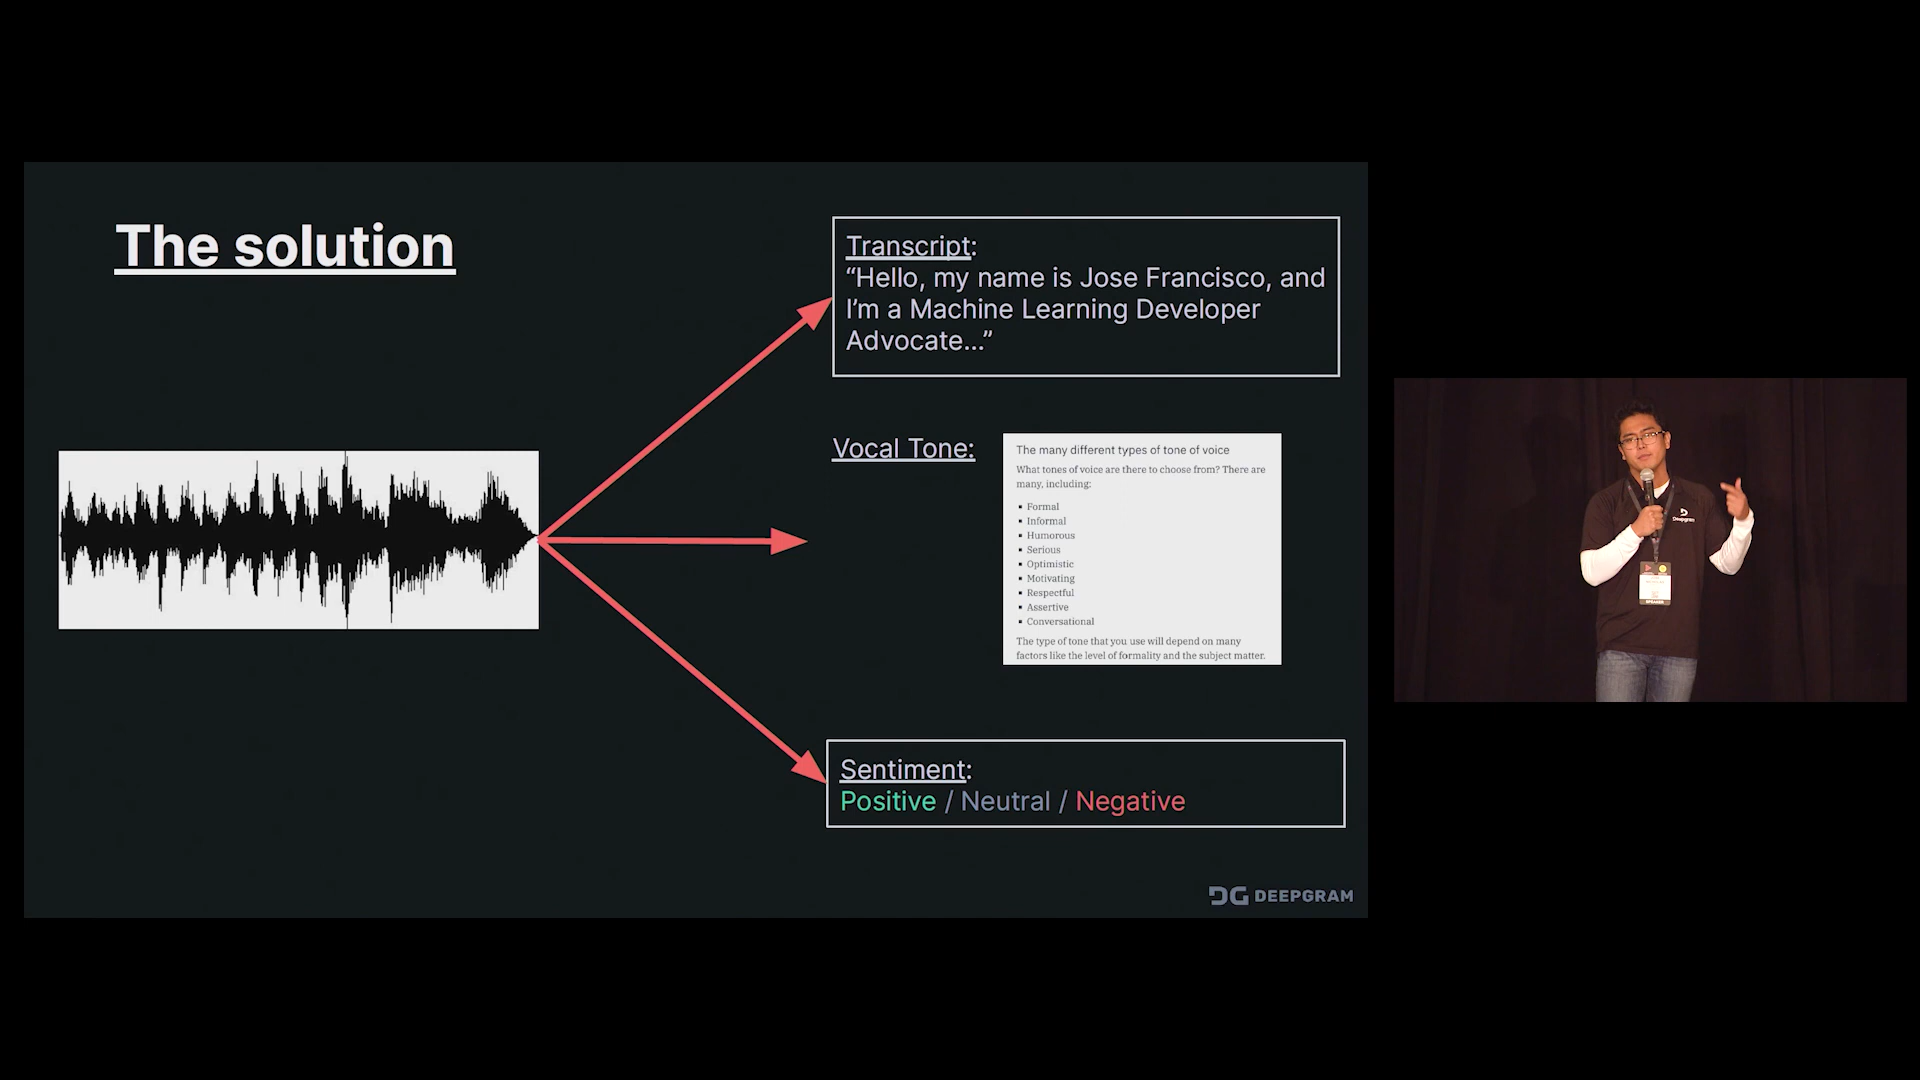 The solution
Transcript:
“Hello, my name is Jose Francisco, and
I’m a Machine Learning Developer
Advocate...”
Vocal Tone:
The many different types of tone of voice
What tones of voice are there to choose from? There are
many, including:
▪ Formal
▪ Informal
▪ Humorous
▪ Serious
▪ Optimistic
▪ Motivating
▪ Respectful
▪ Assertive
▪ Conversational
The type of tone that you use will depend on many
factors like the level of formality and the subject matter.
Sentiment:
Positive / Neutral / Negative
DG DEEPGRAM
Deepgram
SPEAKER